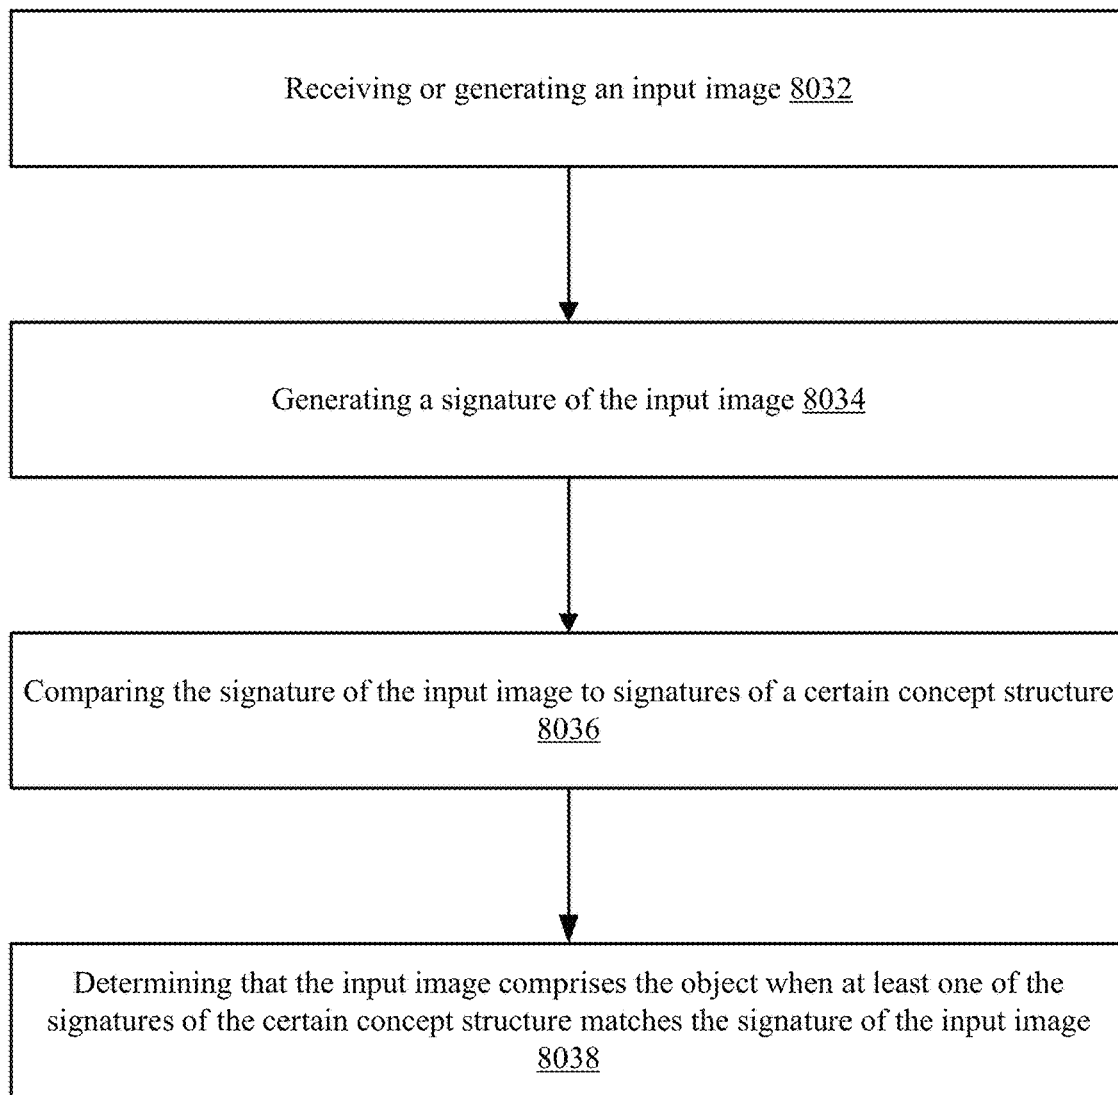 Receiving or generating an input image 8032
Generating a signature of the input image 8034
Comparing the signature of the input image to signatures of a certain concept structure
8036
Determining that the input image comprises the object when at least one of the
signatures of the certain concept structure matches the signature of the input image
8038